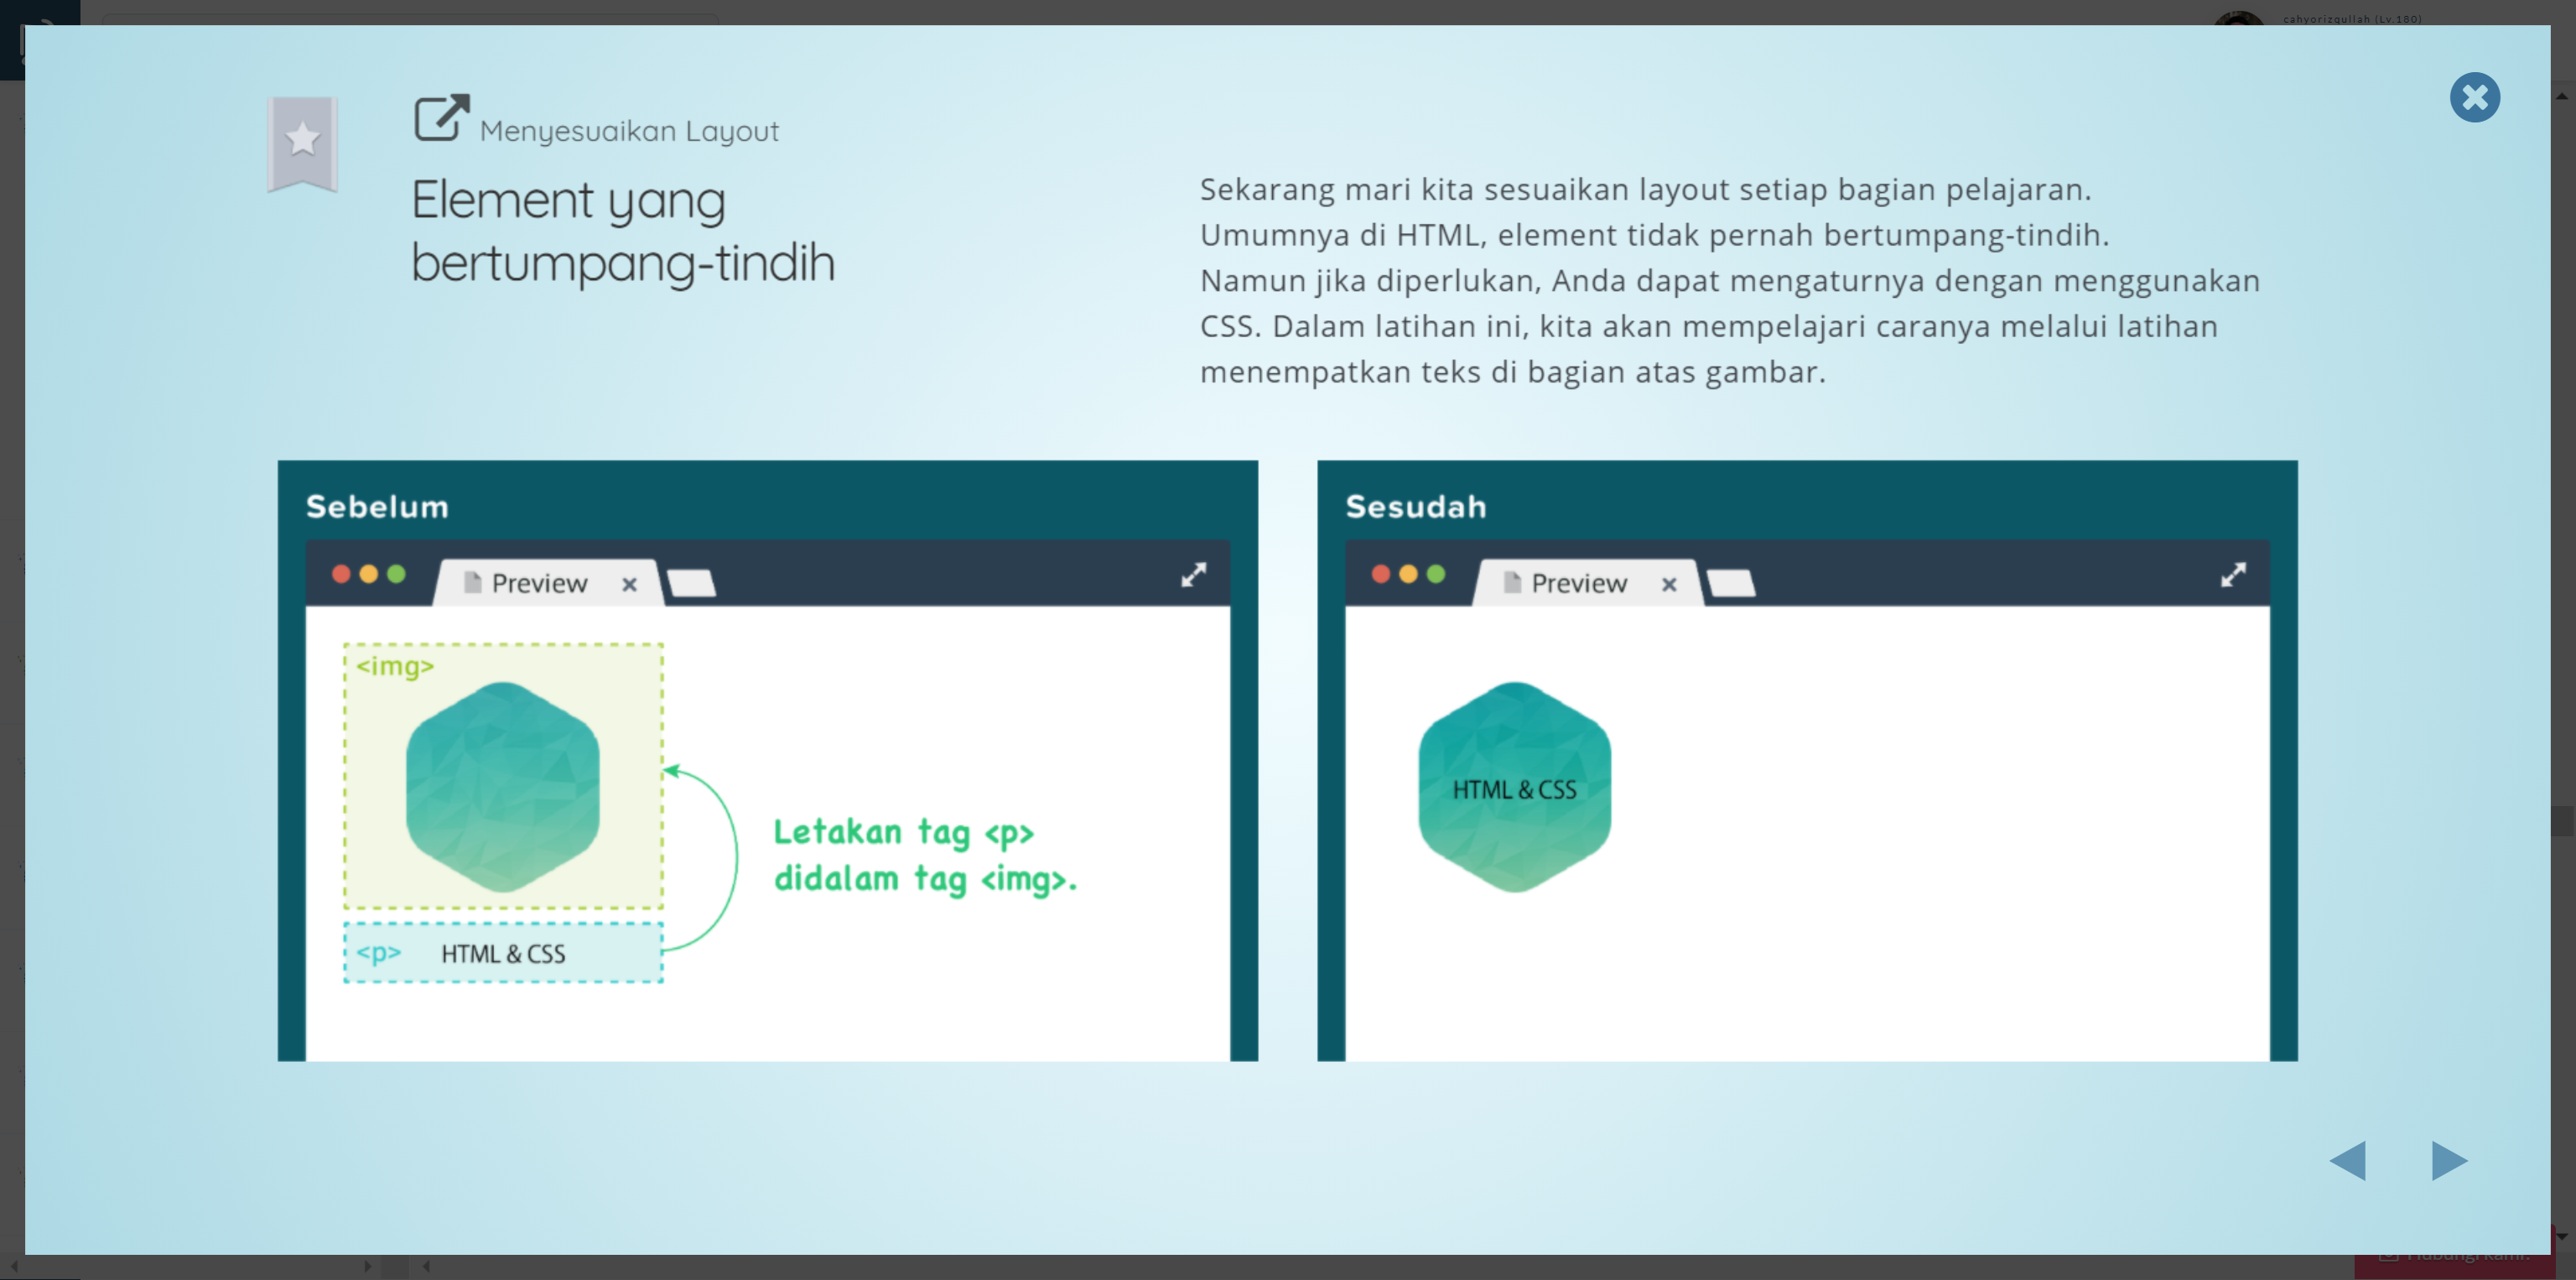 cahyorizqullah (Lv.180)
Menyesuaikan Layout
Element yang
bertumpang-tindih
Sekarang mari kita sesuaikan layout setiap bagian pelajaran.
Umumnya di HTML, element tidak pernah bertumpang-tindih.
Namun jika diperlukan, Anda dapat mengaturnya dengan menggunakan
CSS. Dalam latihan ini, kita akan mempelajari caranya melalui latihan
menempatkan teks di bagian atas gambar.
Sebelum
Preview
<img>
Letakan tag <p>
didalam tag <img>.
<p> HTML & CSS
Sesudah
Preview
HTML & CSS
Hubungi kami!